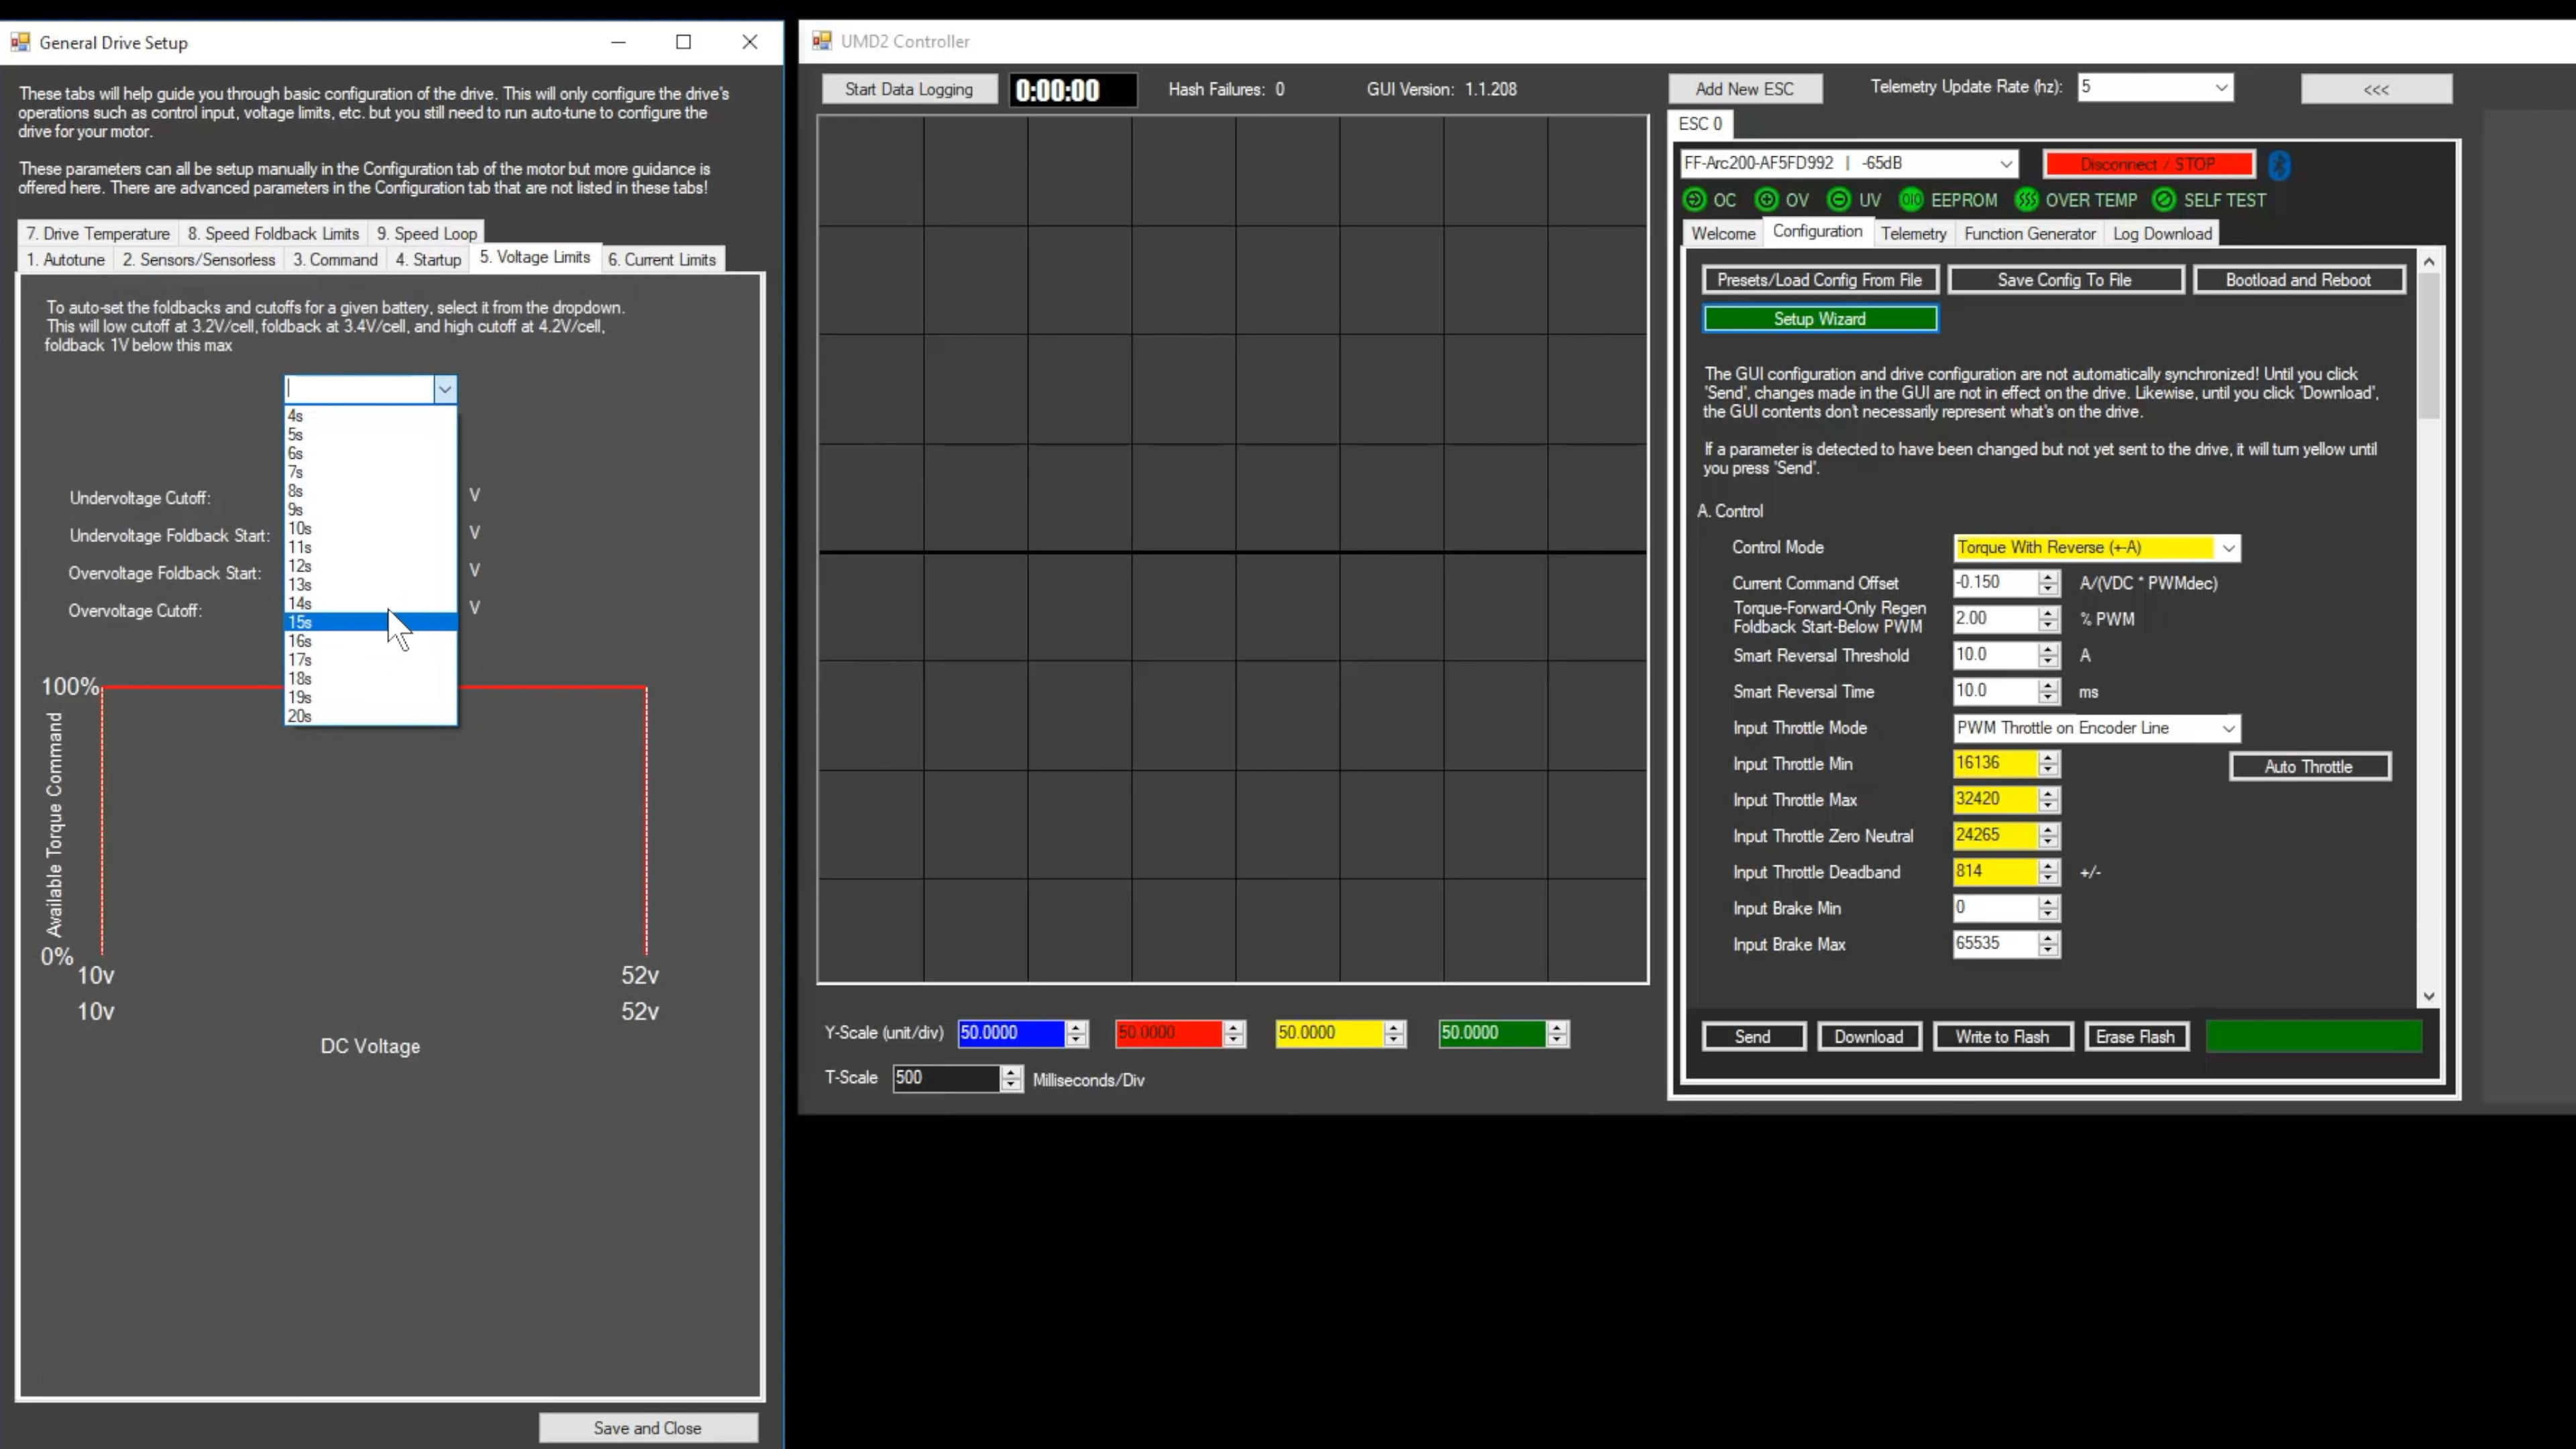 General Drive Setup
These tabs will help guide you through basic configuration of the drive. This will only configure the drive's
operations such as control input, voltage limits, etc. but you still need to run auto-tune to configure the
drive for your motor.
These parameters can all be setup manually in the Configuration tab of the motor but more guidance is
offered here. There are advanced parameters in the Configuration tab that are not listed in these tabs!
7. Drive Temperature 8. Speed Foldback Limits 9. Speed Loop
1. Autotune 2. Sensors/Sensorless 3. Command 4. Startup 5. Voltage Limits 6. Current Limits
To auto-set the foldbacks and cutoffs for a given battery, select it from the dropdown.
This will low cutoff at 3.2V/cell, foldback at 3.4V/cell, and high cutoff at 4.2V/cell,
foldback 1V below this max
4s
5s
6s
7s
8s
9s
10s
11s
12s
13s
14s
15s
16s
17s
18s
19s
20s
Undervoltage Cutoff: V
Undervoltage Foldback Start: V
Overvoltage Foldback Start: V
Overvoltage Cutoff: V
100%
Available Torque Command
0%
10v 52v
10v 52v
DC Voltage
Save and Close
UMD2 Controller
Start Data Logging 0:00:00 Hash Failures: 0 GUI Version: 1.1.208 Add New ESC Telemetry Update Rate (hz): 5 <<<
ESC 0
FF-Arc200-AF5FD992 | -65dB Disconnect / STOP
OC OV UV 010 EEPROM OVER TEMP SELF TEST
Welcome Configuration Telemetry Function Generator Log Download
Presets/Load Config From File Save Config To File Bootload and Reboot
Setup Wizard
The GUI configuration and drive configuration are not automatically synchronized! Until you click
'Send', changes made in the GUI are not in effect on the drive. Likewise, until you click 'Download',
the GUI contents don't necessarily represent what's on the drive.
If a parameter is detected to have been changed but not yet sent to the drive, it will turn yellow until
you press 'Send'.
A. Control
Control Mode Torque With Reverse (+-A)
Current Command Offset -0.150 A/(VDC * PWMdec)
Torque-Forward-Only Regen
Foldback Start-Below PWM 2.00 % PWM
Smart Reversal Threshold 10.0 A
Smart Reversal Time 10.0 ms
Input Throttle Mode PWM Throttle on Encoder Line
Input Throttle Min 16136 Auto Throttle
Input Throttle Max 32420
Input Throttle Zero Neutral 24265
Input Throttle Deadband 814 +/-
Input Brake Min 0
Input Brake Max 65535
Send Download Write to Flash Erase Flash
Y-Scale (unit/div) 50.0000 50.0000 50.0000 50.0000
T-Scale 500 Milliseconds/Div